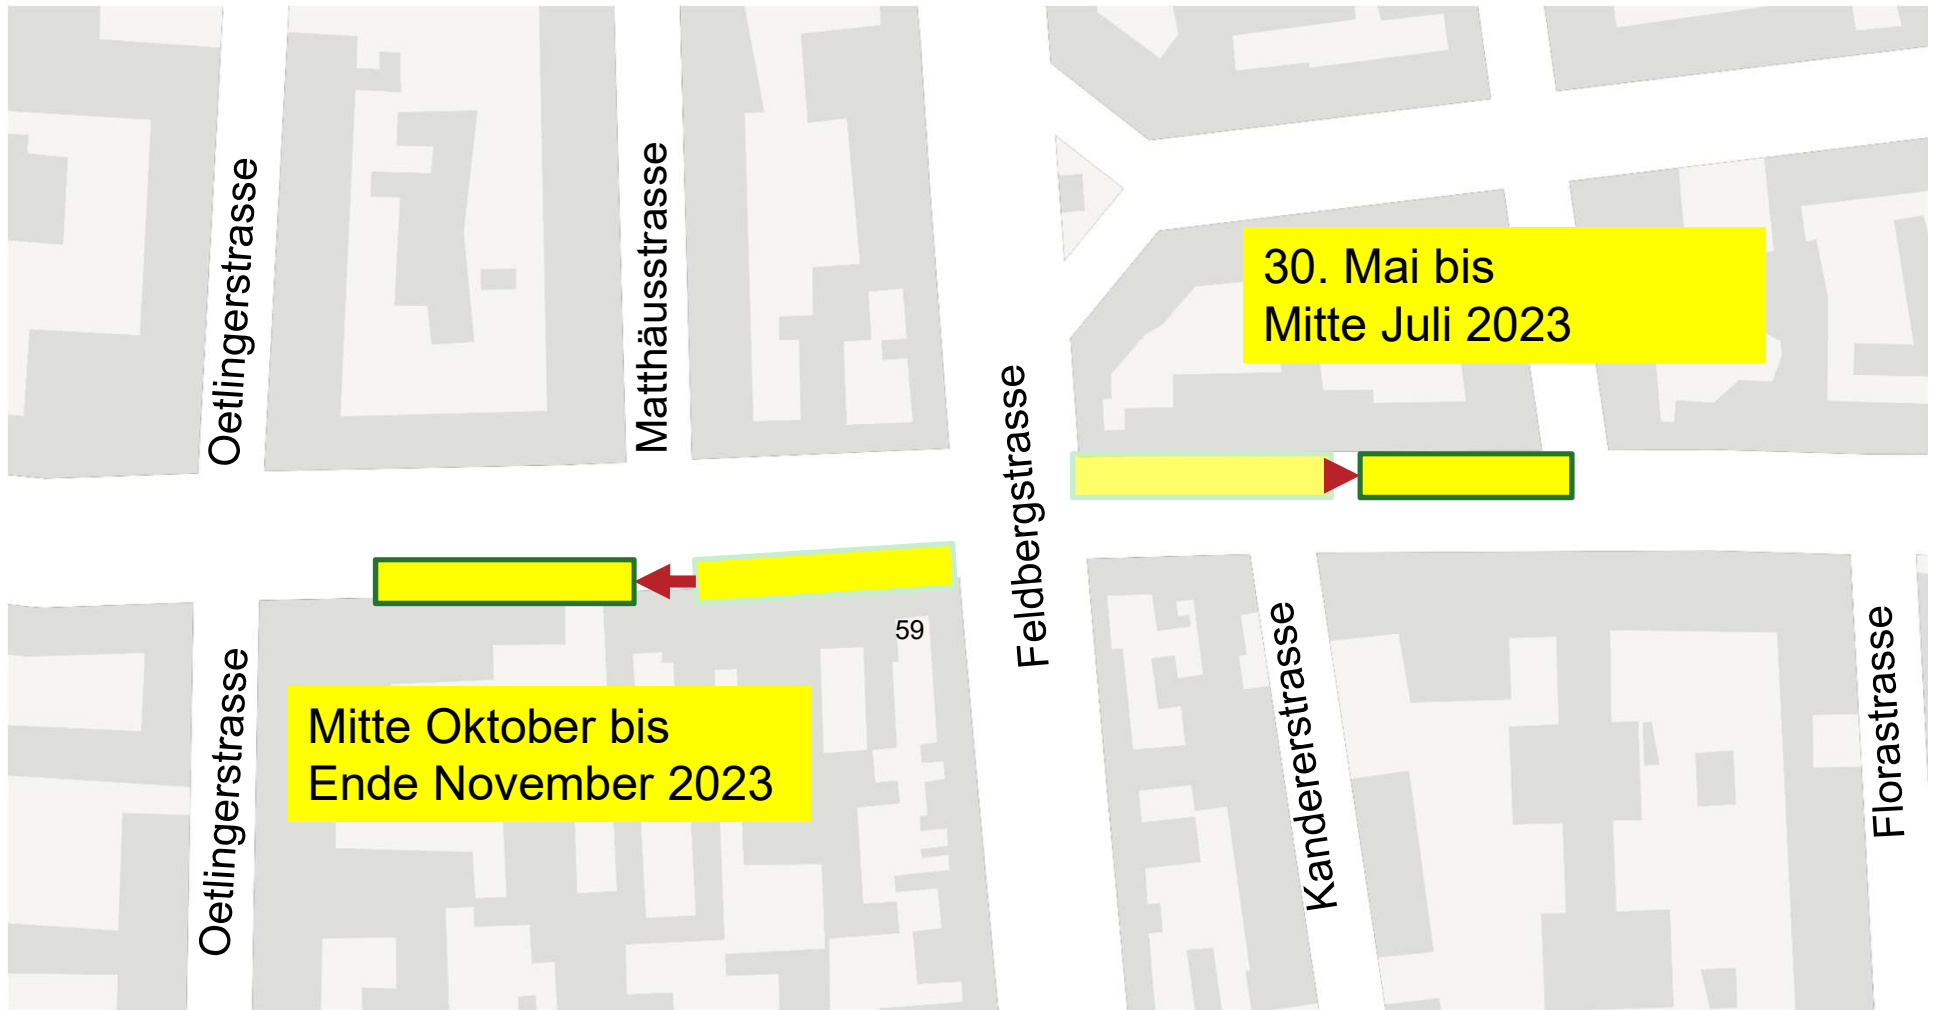 Oetlingerstrasse
Matthäusstrasse
30. Mai bis
Mitte Juli 2023
Feldbergstrasse
59
Oetlingerstrasse
Mitte Oktober bis
Ende November 2023
Kandererstrasse
Florastrasse